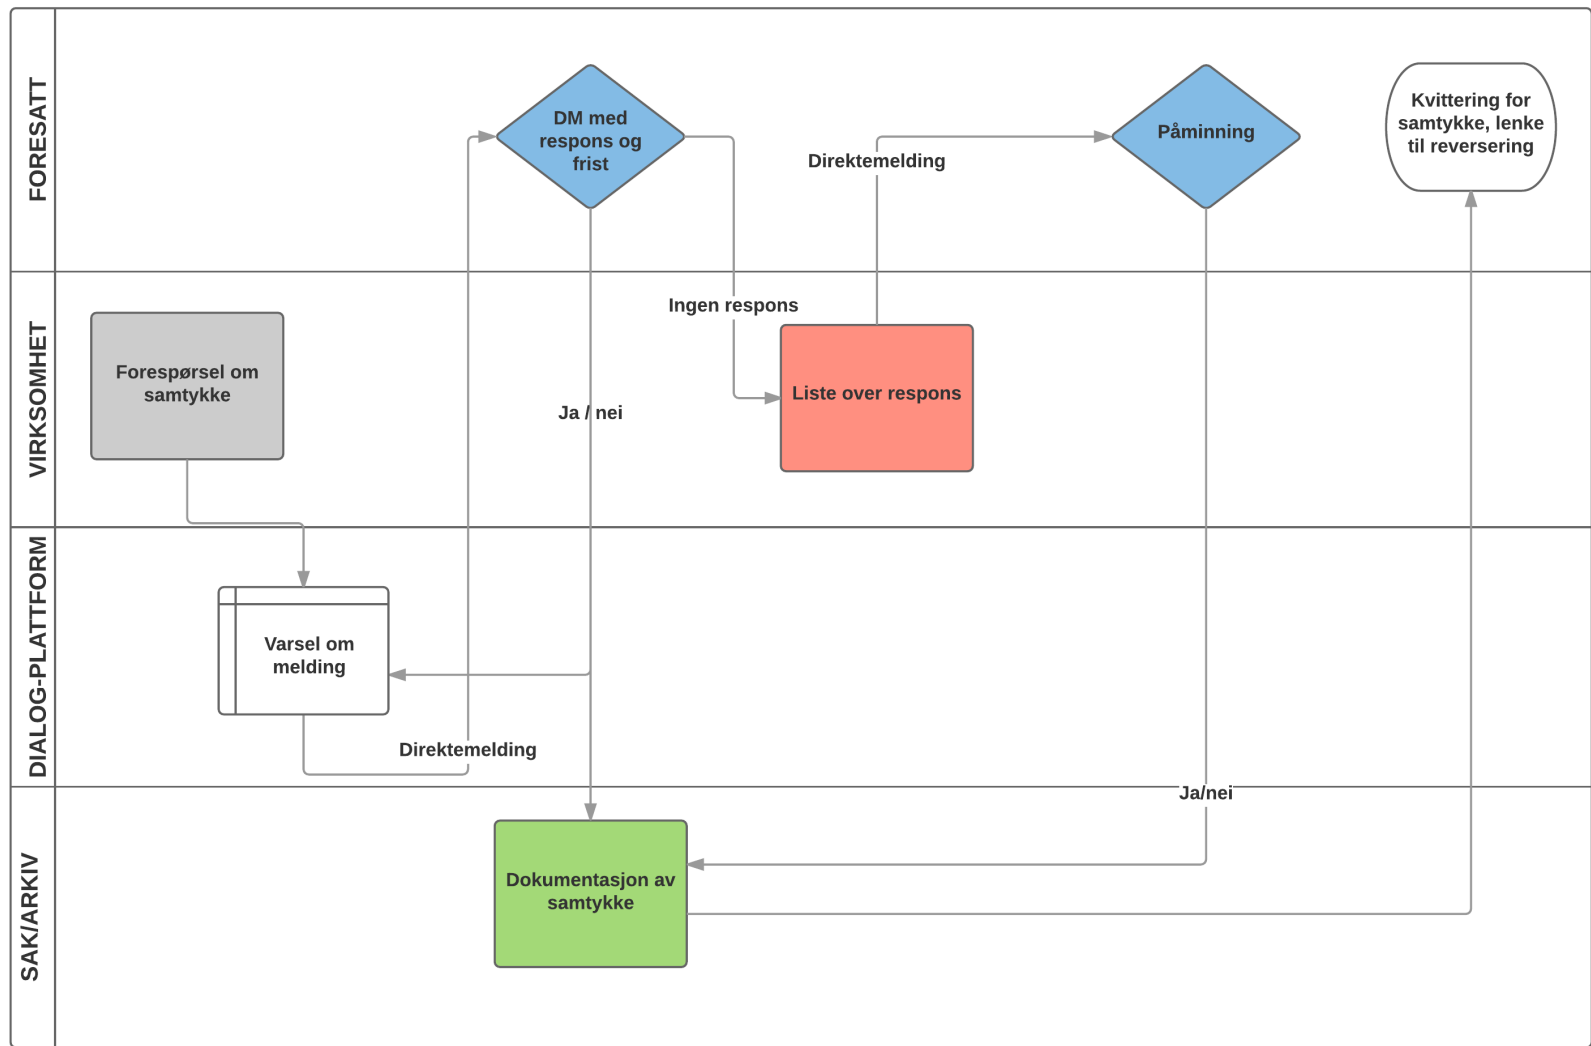 FORESATT
DM med
respons og
frist
Direktemelding
Påminning
Kvittering for
samtykke, lenke
til reversering
VIRKSOMHET
Forespørsel om
samtykke
Ingen respons
Ja / nei
Liste over respons
DIALOG-PLATTFORM
Varsel om
melding
Direktemelding
Ja/nei
SAK/ARKIV
Dokumentasjon av
samtykke